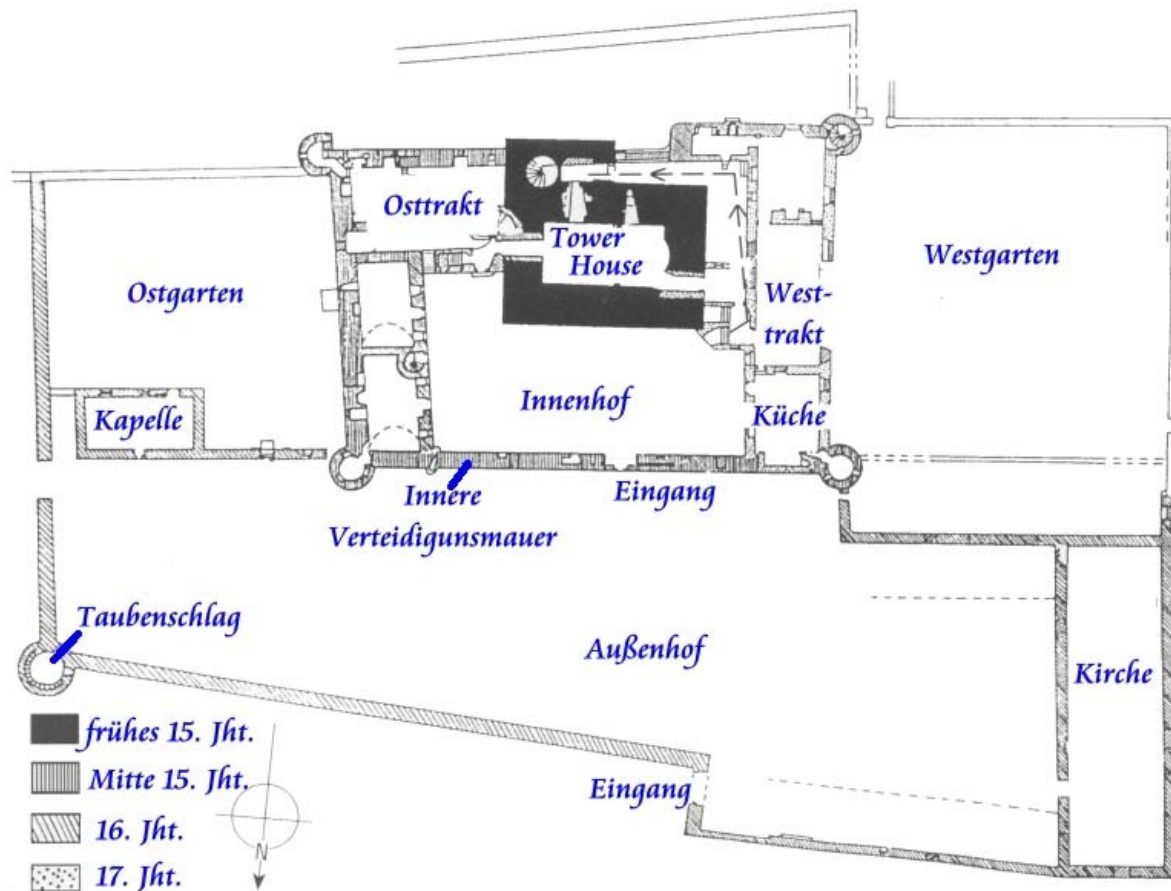 Osttrakt
Tower
House
Westgarten
Ostgarten
West-
trakt
Innenhof
Küche
Kapelle
Innere
Verteidigunsmauer
Eingang
Taubenschlag
Außenhof
Kirche
frühes 15. Jht.
Mitte 15. Jht.
Eingang
16. Jht.
N
17. Jht.